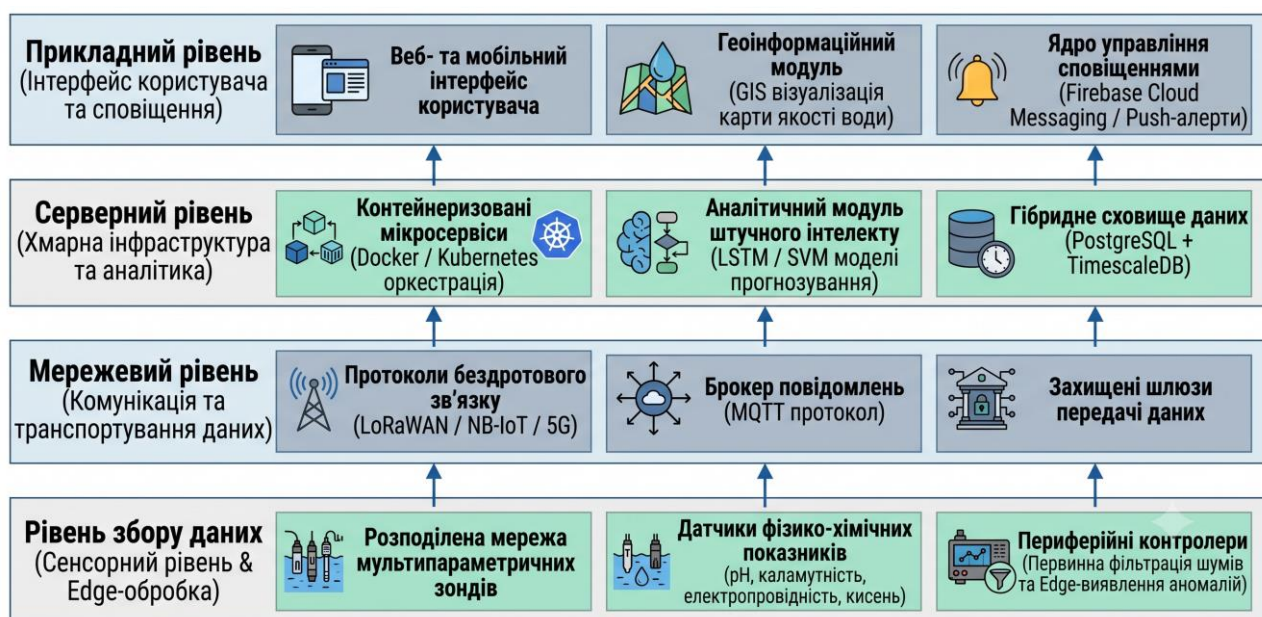 Прикладний рівень
(Інтерфейс користувача
та сповіщення)
Веб- та мобільний
інтерфейс
користувача
Геоінформаційний
модуль
(GIS візуалізація
карти якості води)
Ядро управління
сповіщеннями
(Firebase Cloud
Messaging / Push-алерти)
Серверний рівень
(Хмарна інфраструктура
та аналітика)
Контейнеризовані
мікросервіси
(Docker / Kubernetes
оркестрація)
Аналітичний модуль
штучного інтелекту
(LSTM / SVM моделі
прогнозування)
Гібридне сховище даних
(PostgreSQL +
TimescaleDB)
Мережевий рівень
(Комунікація та
транспортування даних)
Протоколи бездротового
зв’язку
(LoRaWAN / NB-IoT / 5G)
Брокер повідомлень
(MQTT протокол)
Захищені шлюзи
передачі даних
Рівень збору даних
(Сенсорний рівень &
Edge-обробка)
Розподілена мережа
мультипараметричних
зондів
Датчики фізико-хімічних
показників
(pH, каламутність,
електропровідність, кисень)
Периферійні контролери
(Первинна фільтрація шумів
та Edge-виявлення аномалій)